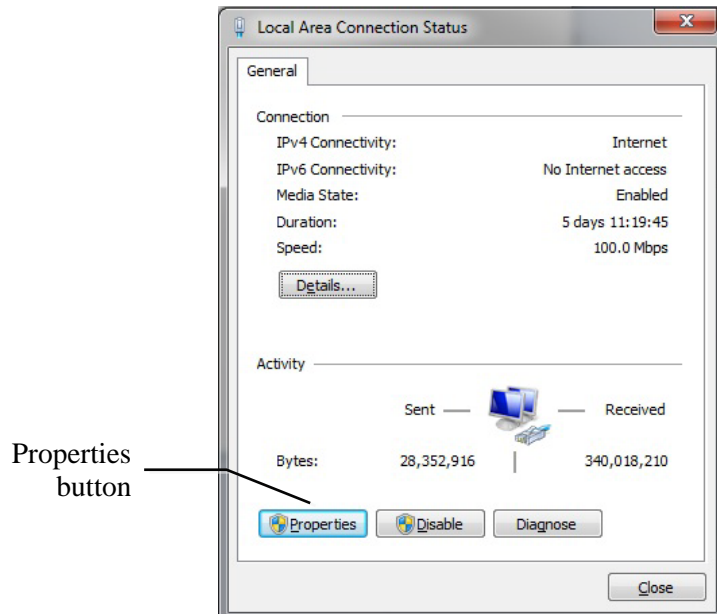 Local Area Connection Status
X
General
Connection
IPv4 Connectivity: Internet
IPv6 Connectivity: No Internet access
Media State: Enabled
Duration: 5 days 11:19:45
Speed: 100.0 Mbps
Details...
Activity
Sent — — Received
Bytes: 28,352,916 | 340,018,210
Properties
button
Properties Disable Diagnose
Close